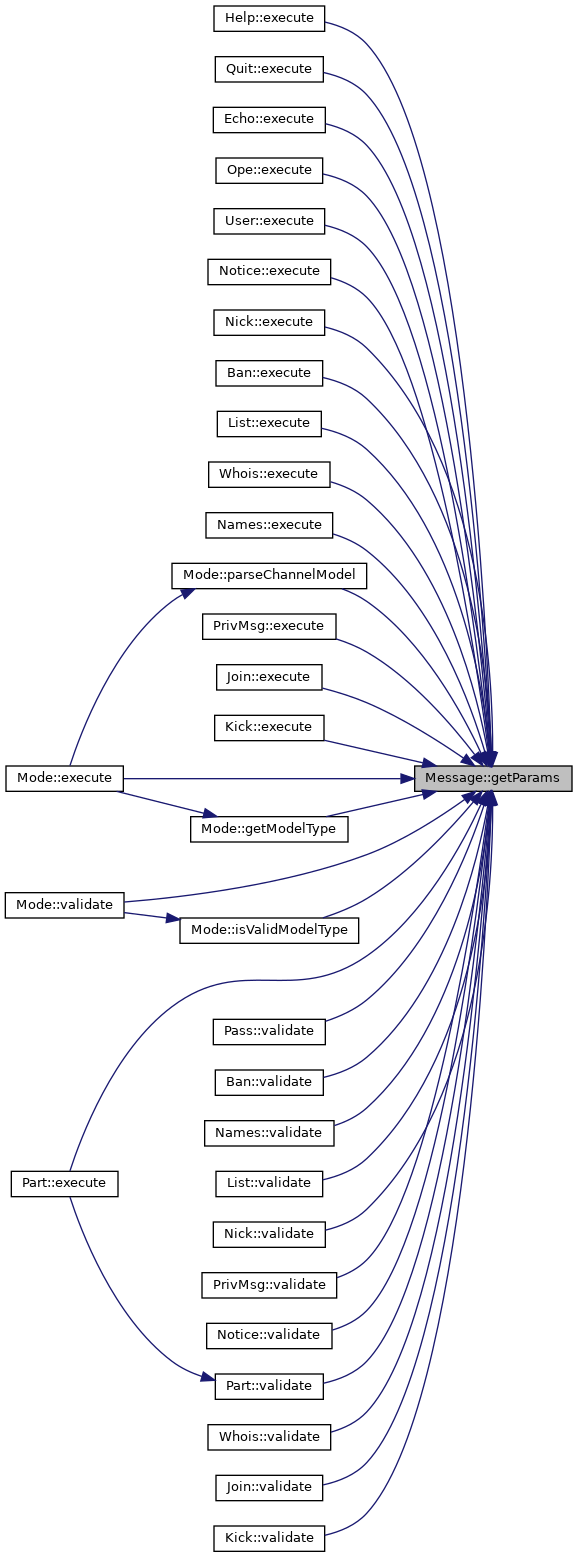 Help::execute
Quit::execute
Echo::execute
Ope::execute
User::execute
Notice::execute
Nick::execute
Ban::execute
List::execute
Whois::execute
Names::execute
Mode::parseChannelModel
PrivMsg::execute
Join::execute
Kick::execute
Mode::execute
Message::getParams
Mode::getModelType
Mode::validate
Mode::isValidModelType
Pass::validate
Ban::validate
Names::validate
Part::execute
List::validate
Nick::validate
PrivMsg::validate
Notice::validate
Part::validate
Whois::validate
Join::validate
Kick::validate